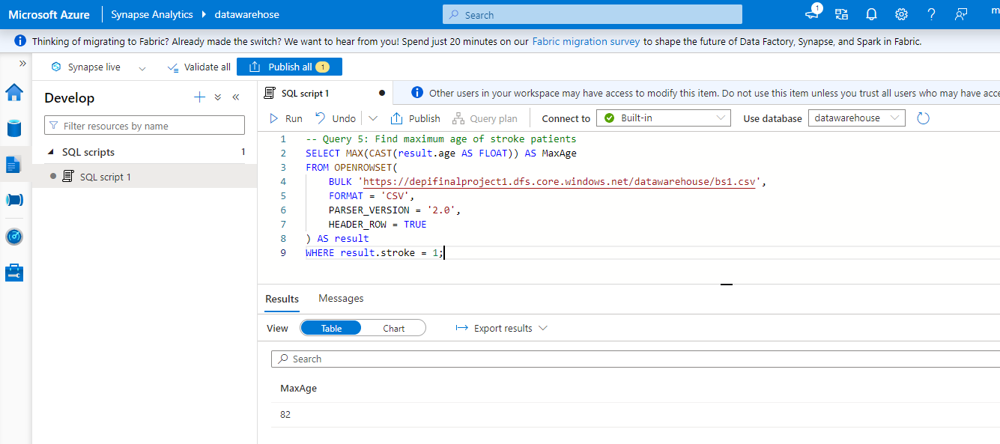 Microsoft Azure Synapse Analytics datawarehose Search 1
Thinking of migrating to Fabric? Already made the switch? We want to hear from you! Spend just 20 minutes on our Fabric migration survey to shape the future of Data Factory, Synapse, and Spark in Fabric.
Synapse live Validate all Publish all 1
Develop
Filter resources by name
SQL scripts 1
SQL script 1
SQL script 1
Other users in your workspace may have access to modify this item. Do not use this item unless you trust all users who may have acce
Run Undo Publish Query plan Connect to Built-in Use database datawarehouse
1 -- Query 5: Find maximum age of stroke patients
2 SELECT MAX(CAST(result.age AS FLOAT)) AS MaxAge
3 FROM OPENROWSET(
4 BULK 'https://depifinalproject1.dfs.core.windows.net/datawarehouse/bs1.csv',
5 FORMAT = 'CSV',
6 PARSER_VERSION = '2.0',
7 HEADER_ROW = TRUE
8 ) AS result
9 WHERE result.stroke = 1;
Results Messages
View Table Chart Export results
Search
MaxAge
82